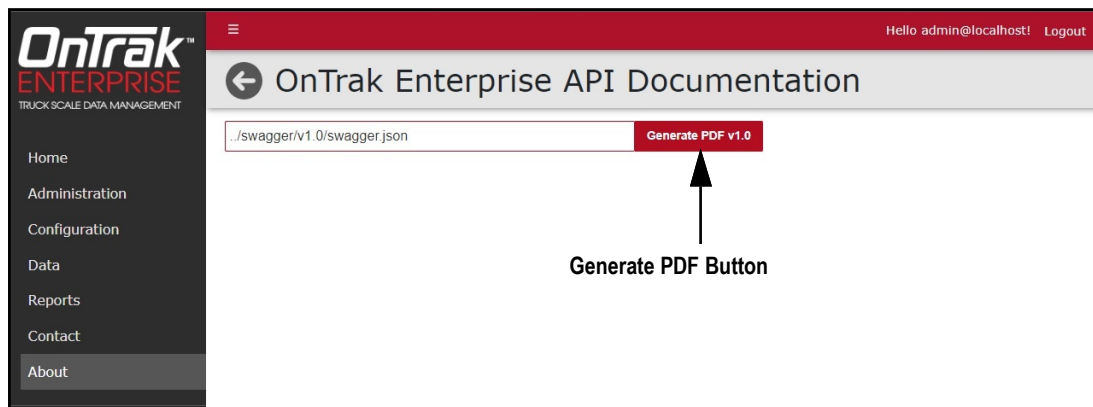 OnTrak™
ENTERPRISE
TRUCK SCALE DATA MANAGEMENT
Hello admin@localhost! Logout
OnTrak Enterprise API Documentation
../swagger/v1.0/swagger.json Generate PDF v1.0
Generate PDF Button
Home
Administration
Configuration
Data
Reports
Contact
About